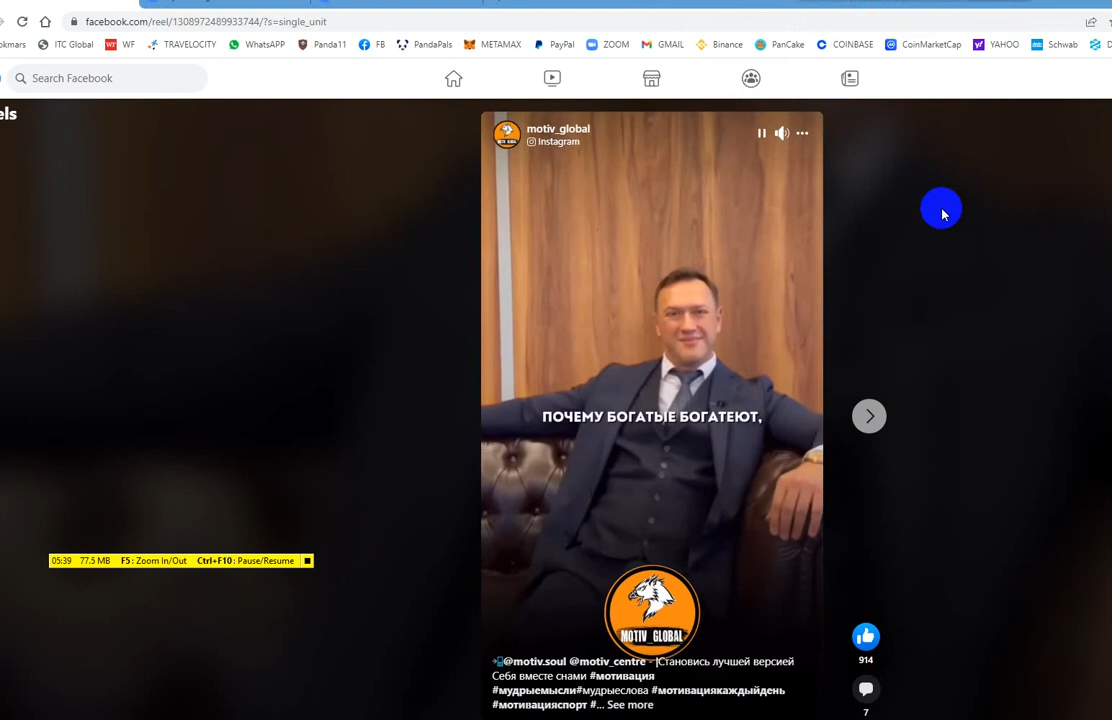 facebook.com/reel/1308972489933744/?s=single_unit
okmars ITC Global WF TRAVELOCITY WhatsAPP Panda11 FB PandaPals METAMAX PayPal ZOOM GMAIL Binance PanCake COINBASE CoinMarketCap YAHOO Schwab D
Search Facebook
els
motiv_global
Instagram
ПОЧЕМУ БОГАТЫЕ БОГАТЕЮТ,
05:39 77.5 MB F5: Zoom In/Out Ctrl+F10: Pause/Resume
MOTIV_GLOBAL
@motiv.soul @motiv_centre - |Становись лучшей версией
Себя вместе снами #мотивация
#мудрыемысли#мудрыеслова #мотивациякаждыйдень
#мотивацияспорт #... See more
914
7